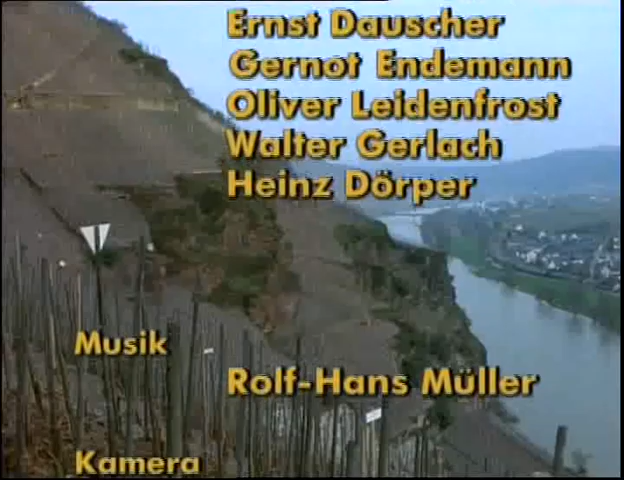 Ernst Dauscher
Gernot Endemann
Oliver Leidenfrost
Walter Gerlach
Heinz Dörper
Musik
Rolf-Hans Müller
Kamera